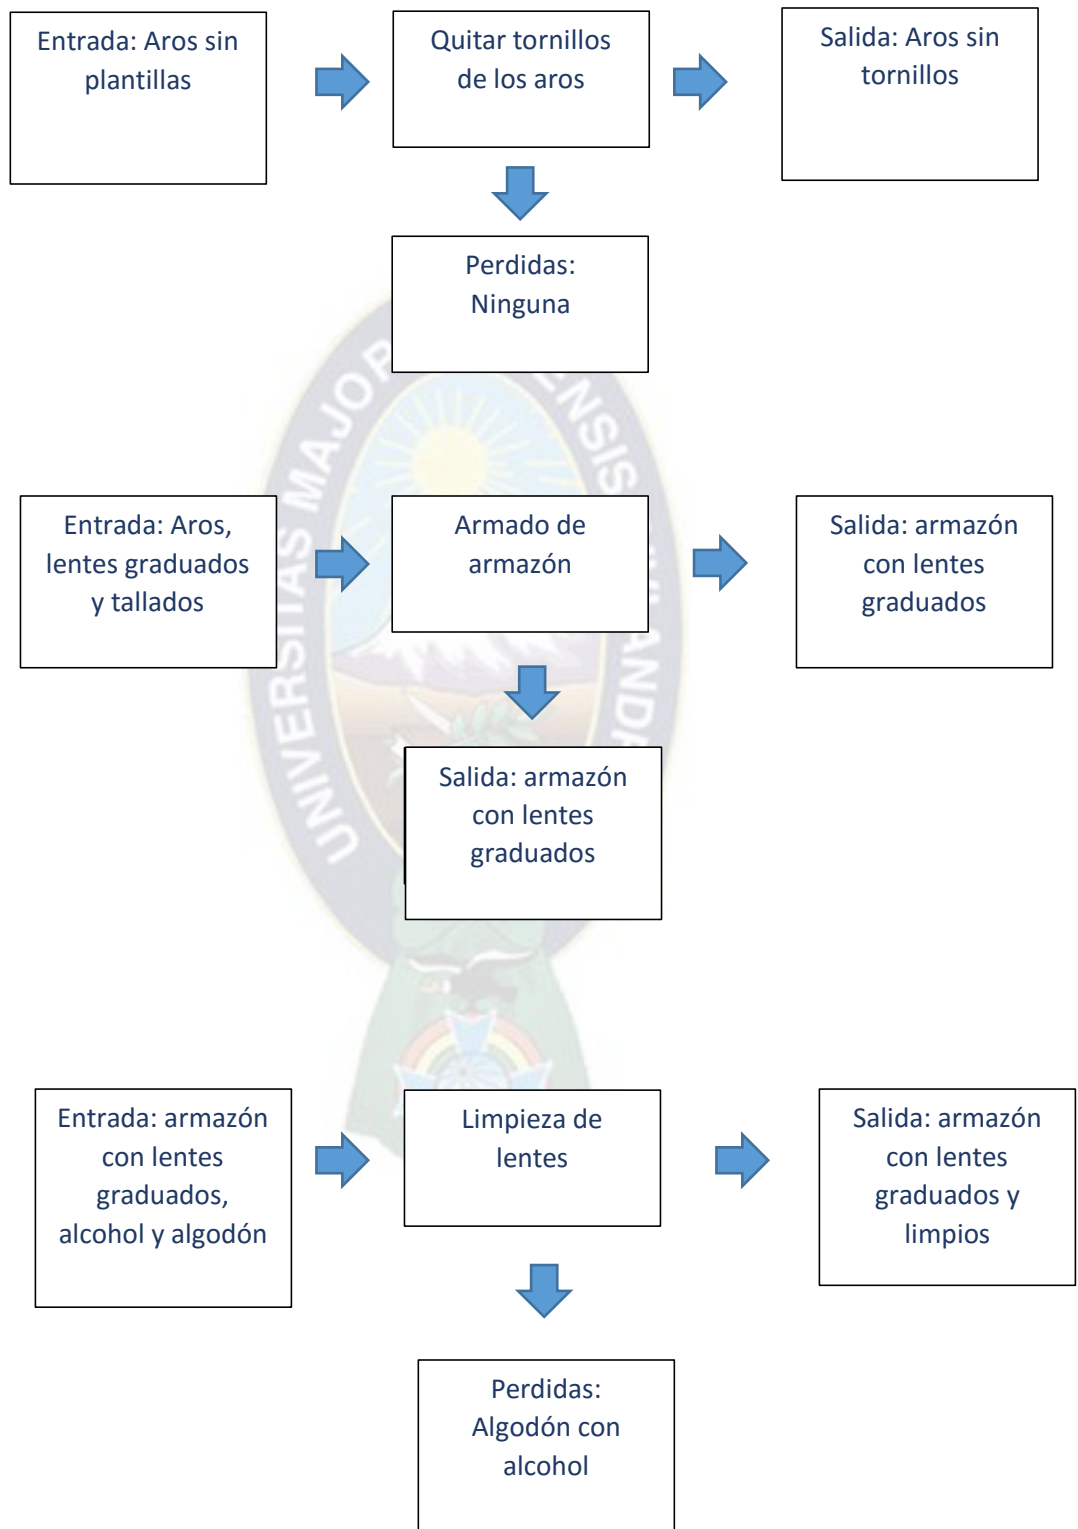 Entrada: Aros sin
plantillas
Quitar tornillos
de los aros
Salida: Aros sin
tornillos
Perdidas:
Ninguna
Entrada: Aros,
lentes graduados
y tallados
Armado de
armazón
Salida: armazón
con lentes
graduados
Salida: armazón
con lentes
graduados
Entrada: armazón
con lentes
graduados,
alcohol y algodón
Limpieza de
lentes
Salida: armazón
con lentes
graduados y
limpios
Perdidas:
Algodón con
alcohol
UNIVERSITAS MAJOR